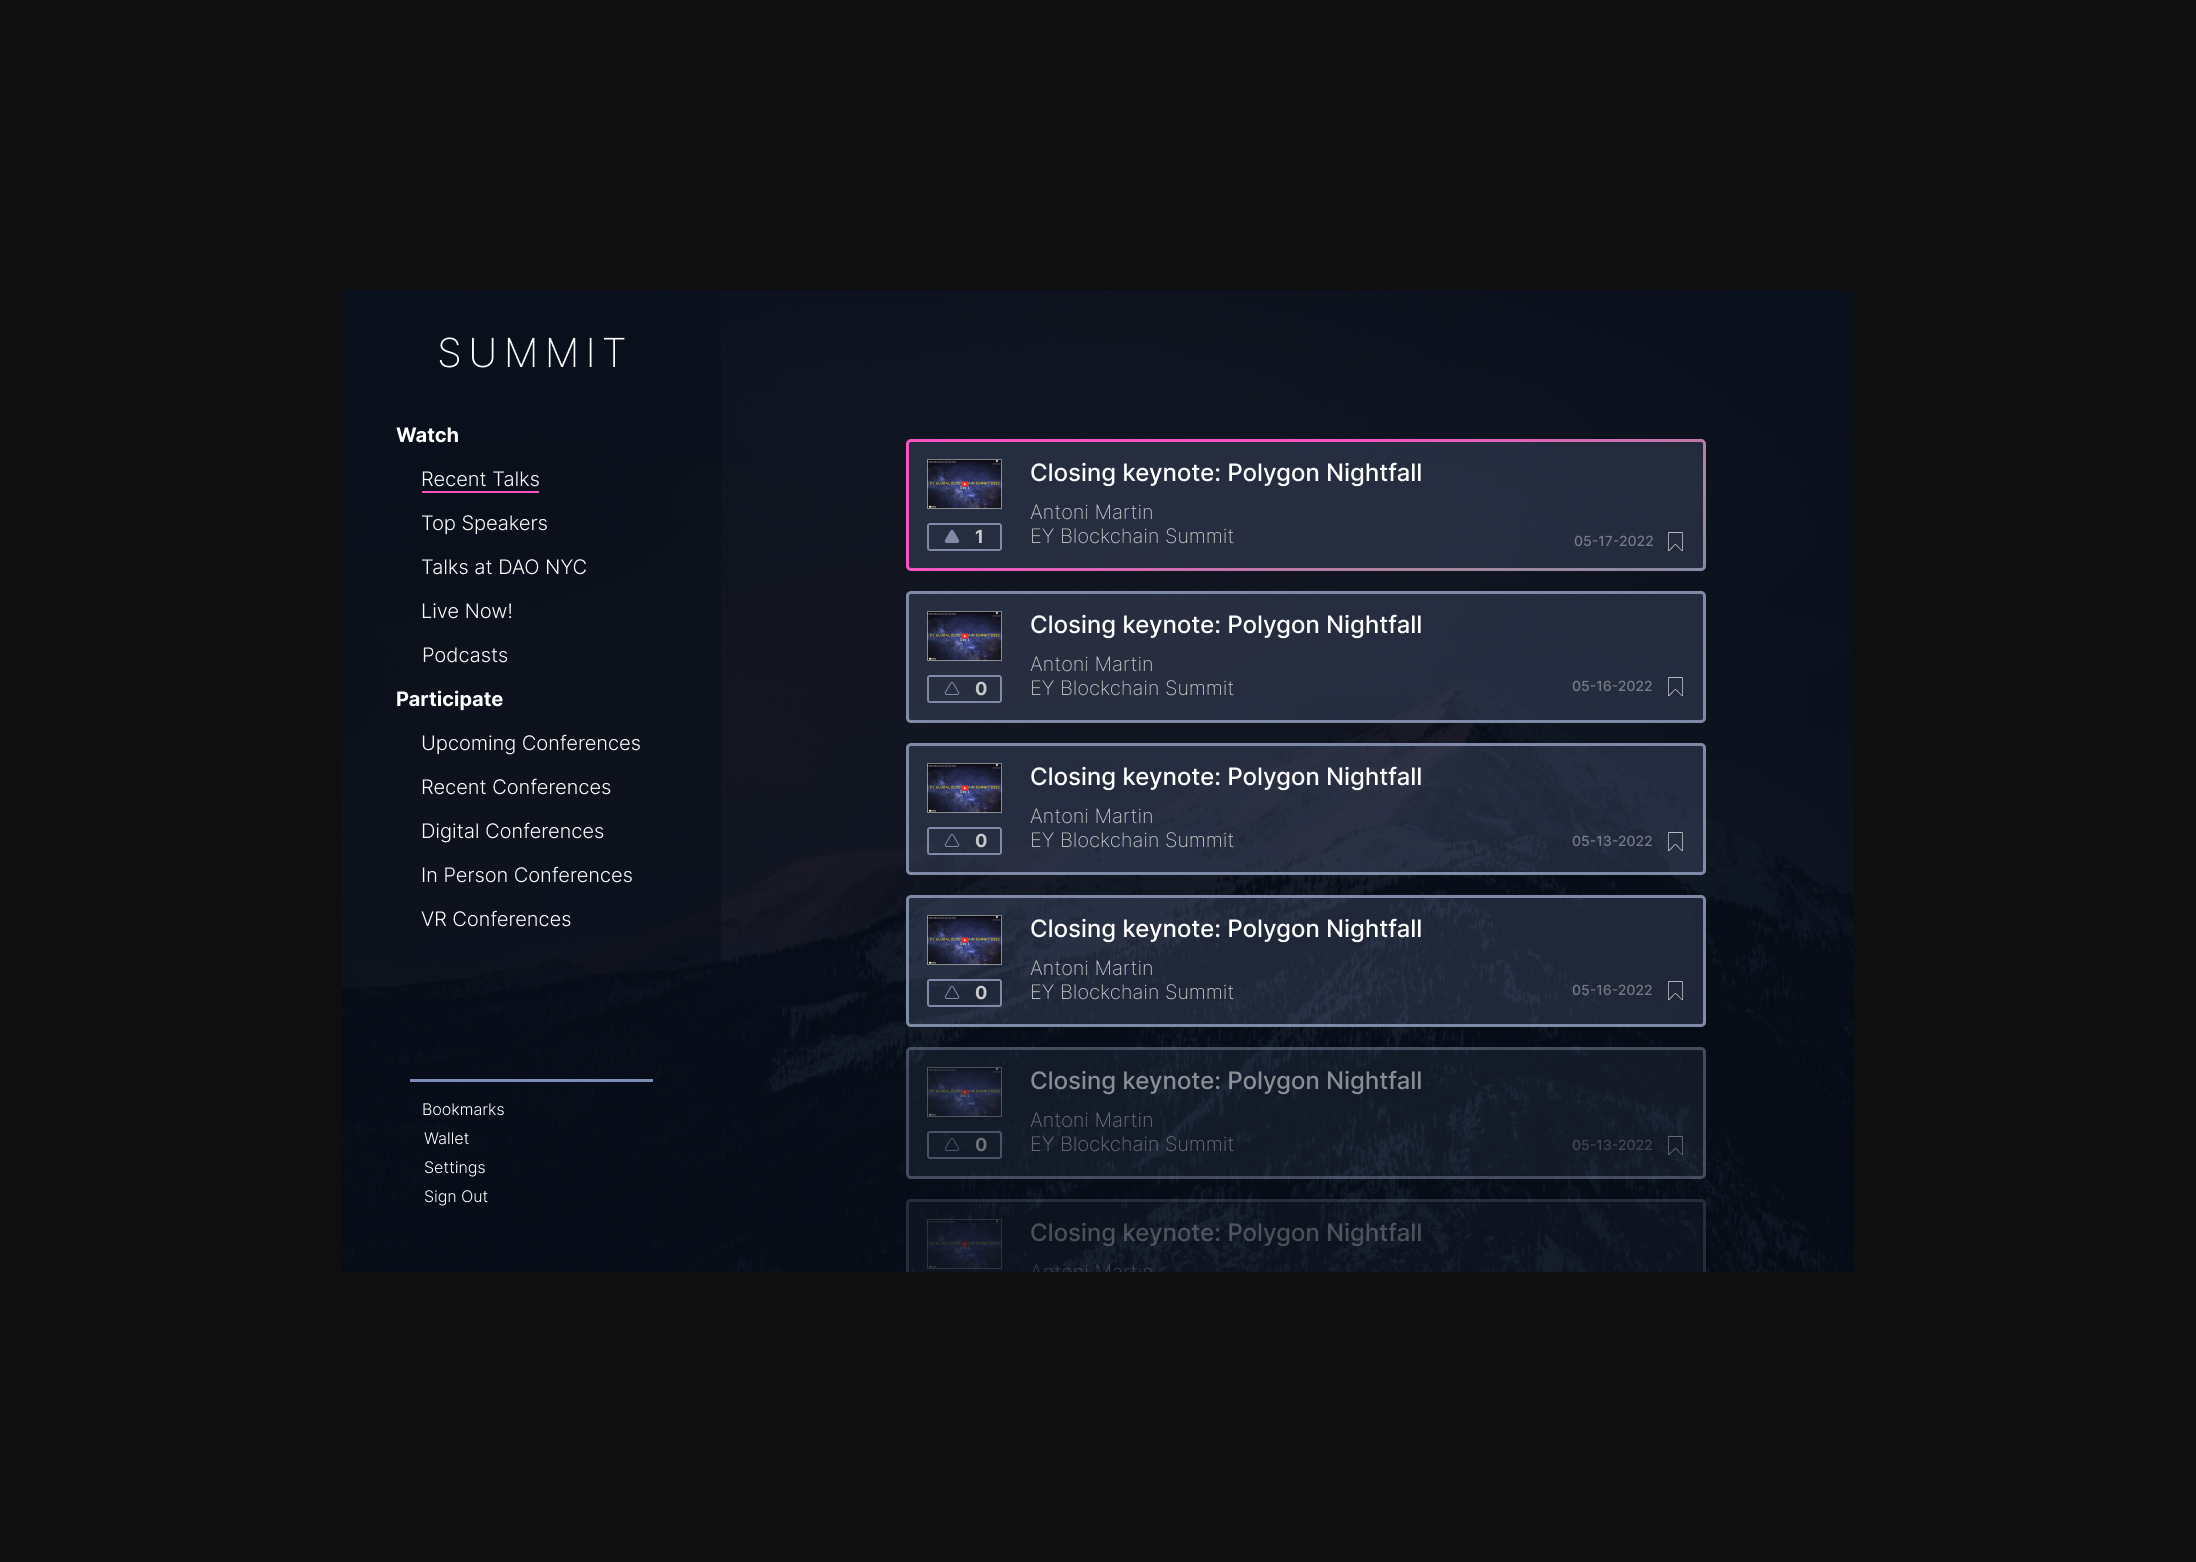 SUMMIT
Watch
Recent Talks
Top Speakers
Talks at DAO NYC
Live Now!
Podcasts
Participate
Upcoming Conferences
Recent Conferences
Digital Conferences
In Person Conferences
VR Conferences
Bookmarks
Wallet
Settings
Sign Out
Closing keynote: Polygon Nightfall
Antoni Martin
EY Blockchain Summit
1
05-17-2022
Closing keynote: Polygon Nightfall
Antoni Martin
EY Blockchain Summit
0
05-16-2022
Closing keynote: Polygon Nightfall
Antoni Martin
EY Blockchain Summit
0
05-13-2022
Closing keynote: Polygon Nightfall
Antoni Martin
EY Blockchain Summit
0
05-16-2022
Closing keynote: Polygon Nightfall
Antoni Martin
EY Blockchain Summit
0
05-13-2022
Closing keynote: Polygon Nightfall
Antoni Martin